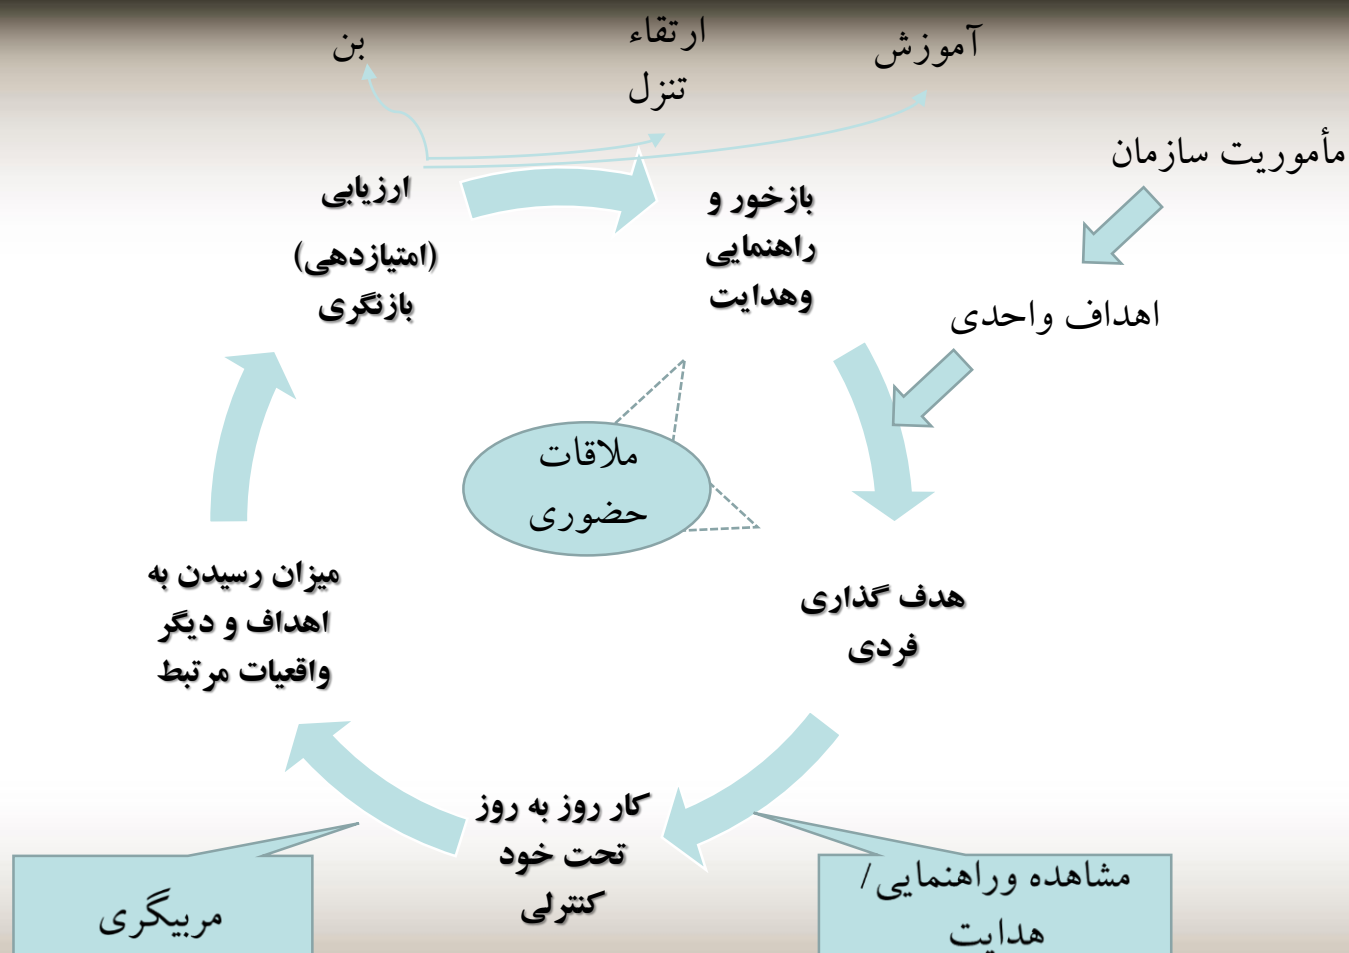 آموزش
ارتقاء
تنزل
بن
مأموریت سازمان
اهداف واحدی
بازخور و
راهنمایی
وهدایت
ارزیابی
(امتیازدهی)
بازنگری
ملاقات
حضوری
هدف گذاری
فردی
میزان رسیدن به
اهداف و دیگر
واقعیات مرتبط
کار روز به روز
تحت خود
کنترلی
مشاهده وراهنمایی/
هدایت
مربیگری